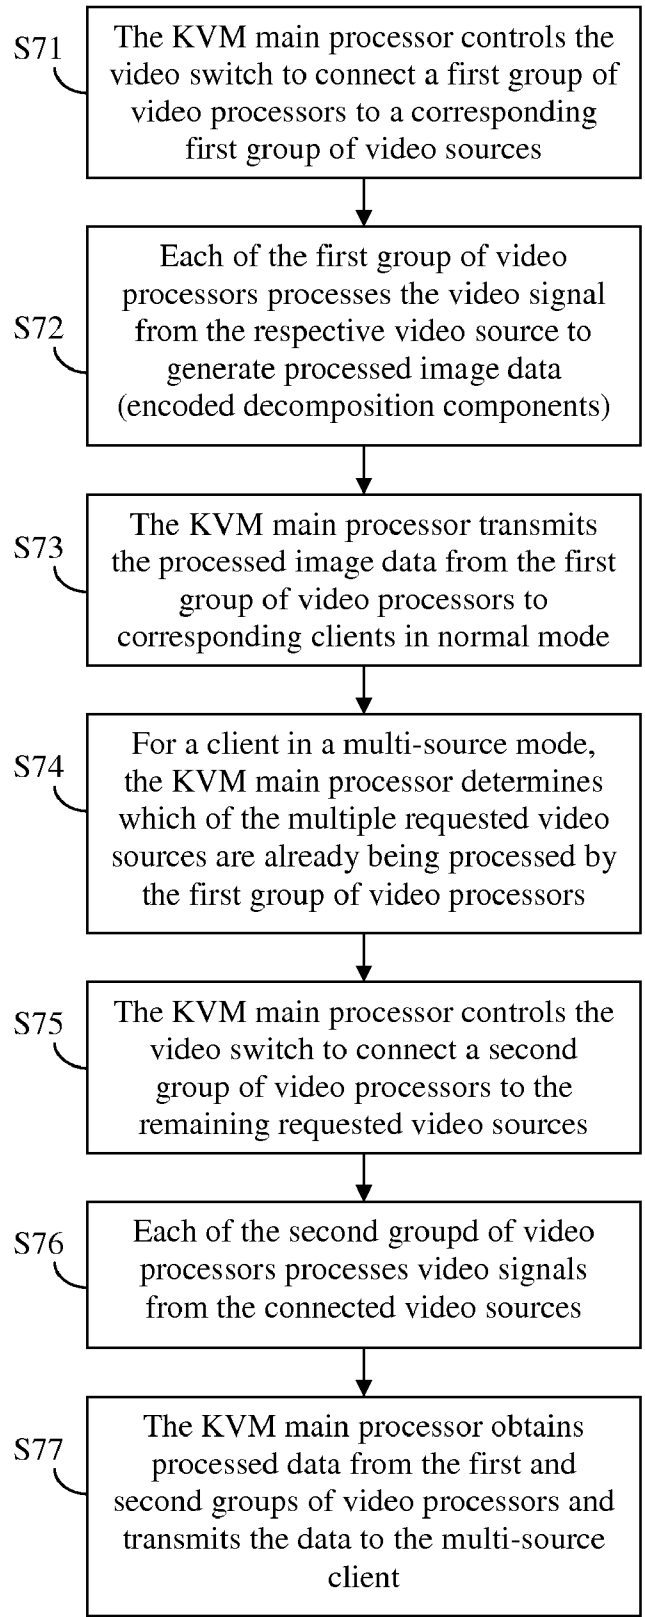 S71
The KVM main processor controls the
video switch to connect a first group of
video processors to a corresponding
first group of video sources
S72
Each of the first group of video
processors processes the video signal
from the respective video source to
generate processed image data
(encoded decomposition components)
S73
The KVM main processor transmits
the processed image data from the first
group of video processors to
corresponding clients in normal mode
S74
For a client in a multi-source mode,
the KVM main processor determines
which of the multiple requested video
sources are already being processed by
the first group of video processors
S75
The KVM main processor controls the
video switch to connect a second
group of video processors to the
remaining requested video sources
S76
Each of the second groupd of video
processors processes video signals
from the connected video sources
S77
The KVM main processor obtains
processed data from the first and
second groups of video processors and
transmits the data to the multi-source
client